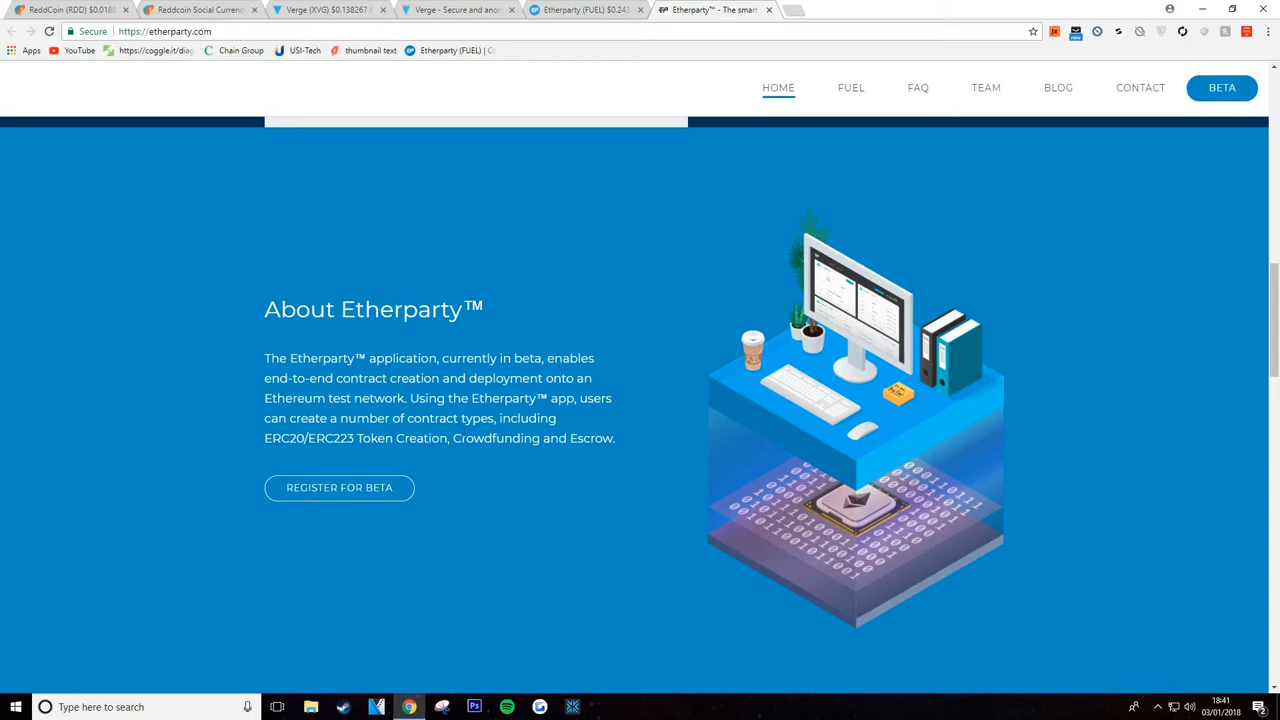 ReddCoin (RDD) $0.0188
Reddcoin Social Currenc
Verge (XVG) $0.138267
Verge - Secure and ano
Etherparty (FUEL) $0.243
Etherparty™ - The smart
Secure
https://etherparty.com
Apps
YouTube
https://coggle.it/diag
Chain Group
USI-Tech
thumbnail text
Etherparty (FUEL) | C
HOME
FUEL
FAQ
TEAM
BLOG
CONTACT
BETA
About Etherparty™
The Etherparty™ application, currently in beta, enables
end-to-end contract creation and deployment onto an
Ethereum test network. Using the Etherparty™ app, users
can create a number of contract types, including
ERC20/ERC223 Token Creation, Crowdfunding and Escrow.
REGISTER FOR BETA
Type here to search
18:41
03/01/2018